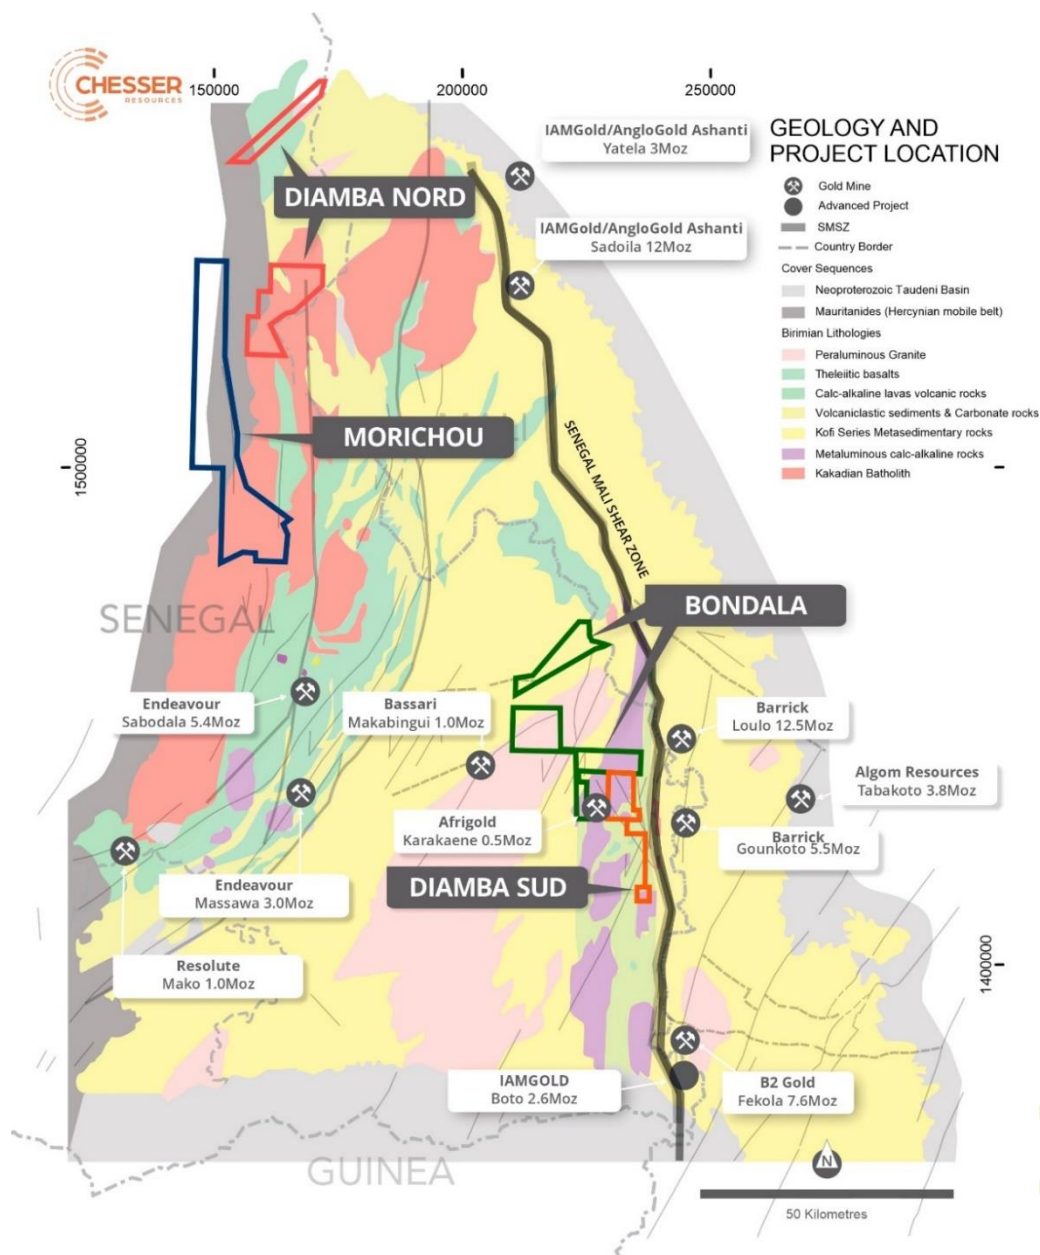 CHESSER
RESOURCES
150000
200000
250000
GEOLOGY AND
PROJECT LOCATION
Gold Mine
Advanced Project
SMSZ
Country Border
Cover Sequences
Neoproterozoic Taudeni Basin
Mauritanides (Hercynian mobile belt)
Birimian Lithologies
Peraluminous Granite
Theleiitic basalts
Calc-alkaline lavas volcanic rocks
Volcaniclastic sediments & Carbonate rocks
Kofi Series Metasedimentary rocks
Metaluminous calc-alkaline rocks
Kakadian Batholith
IAMGold/AngloGold Ashanti
Yatela 3Moz
DIAMBA NORD
IAMGold/AngloGold Ashanti
Sadoila 12Moz
MORICHOU
1500000
SENEGAL MALI SHEAR ZONE
BONDALA
SENEGAL
Endeavour
Sabodala 5.4Moz
Bassari
Makabingui 1.0Moz
Barrick
Loulo 12.5Moz
Algom Resources
Tabakoto 3.8Moz
Afrigold
Karakaene 0.5Moz
Barrick
Gounkoto 5.5Moz
Endeavour
Massawa 3.0Moz
DIAMBA SUD
Resolute
Mako 1.0Moz
1400000
IAMGOLD
Boto 2.6Moz
B2 Gold
Fekola 7.6Moz
GUINEA
N
50 Kilometres